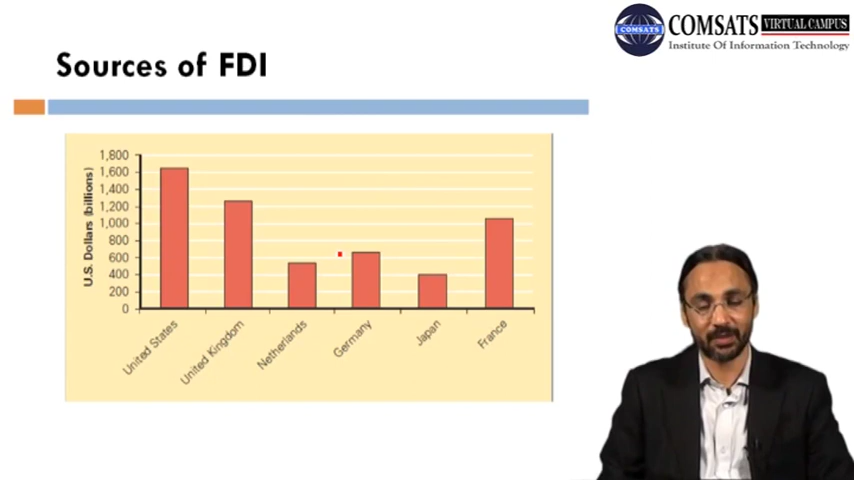 COMSATS VIRTUAL CAMPUS
COMSATS
Institute Of Information Technology
Sources of FDI
U.S. Dollars (billions)
1,800
1,600
1,400
1,200
1,000
800
600
400
200
0
United States
United Kingdom
Netherlands
Germany
Japan
France